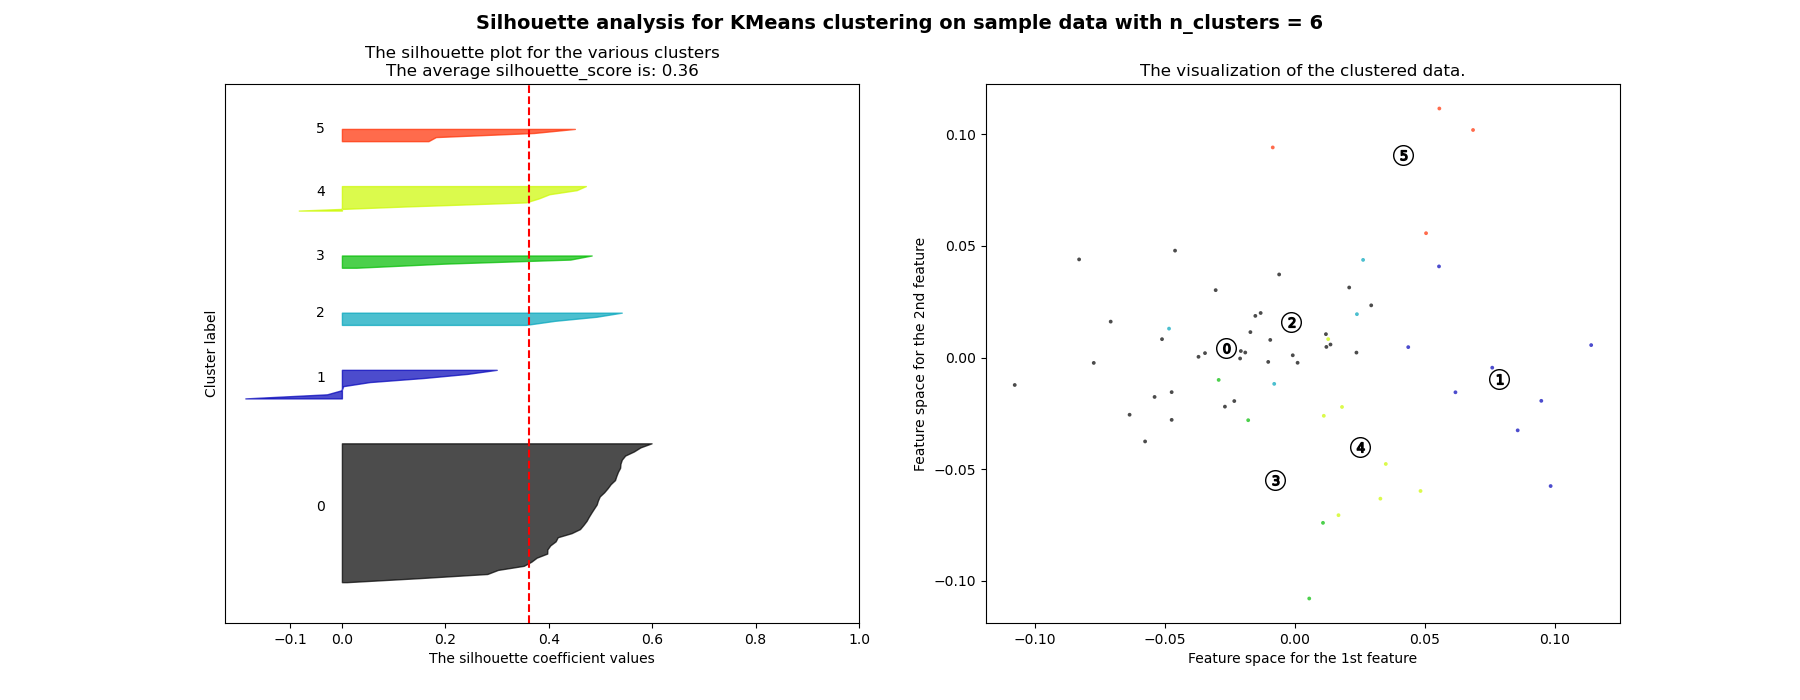 Silhouette analysis for KMeans clustering on sample data with n_clusters = 6
The silhouette plot for the various clusters
The average silhouette_score is: 0.36
5
4
3
2
1
0
Cluster label
−0.1 0.0 0.2 0.4 0.6 0.8 1.0
The silhouette coefficient values
The visualization of the clustered data.
0.10
0.05
0.00
−0.05
−0.10
Feature space for the 2nd feature
5
2
0
1
4
3
−0.10 −0.05 0.00 0.05 0.10
Feature space for the 1st feature